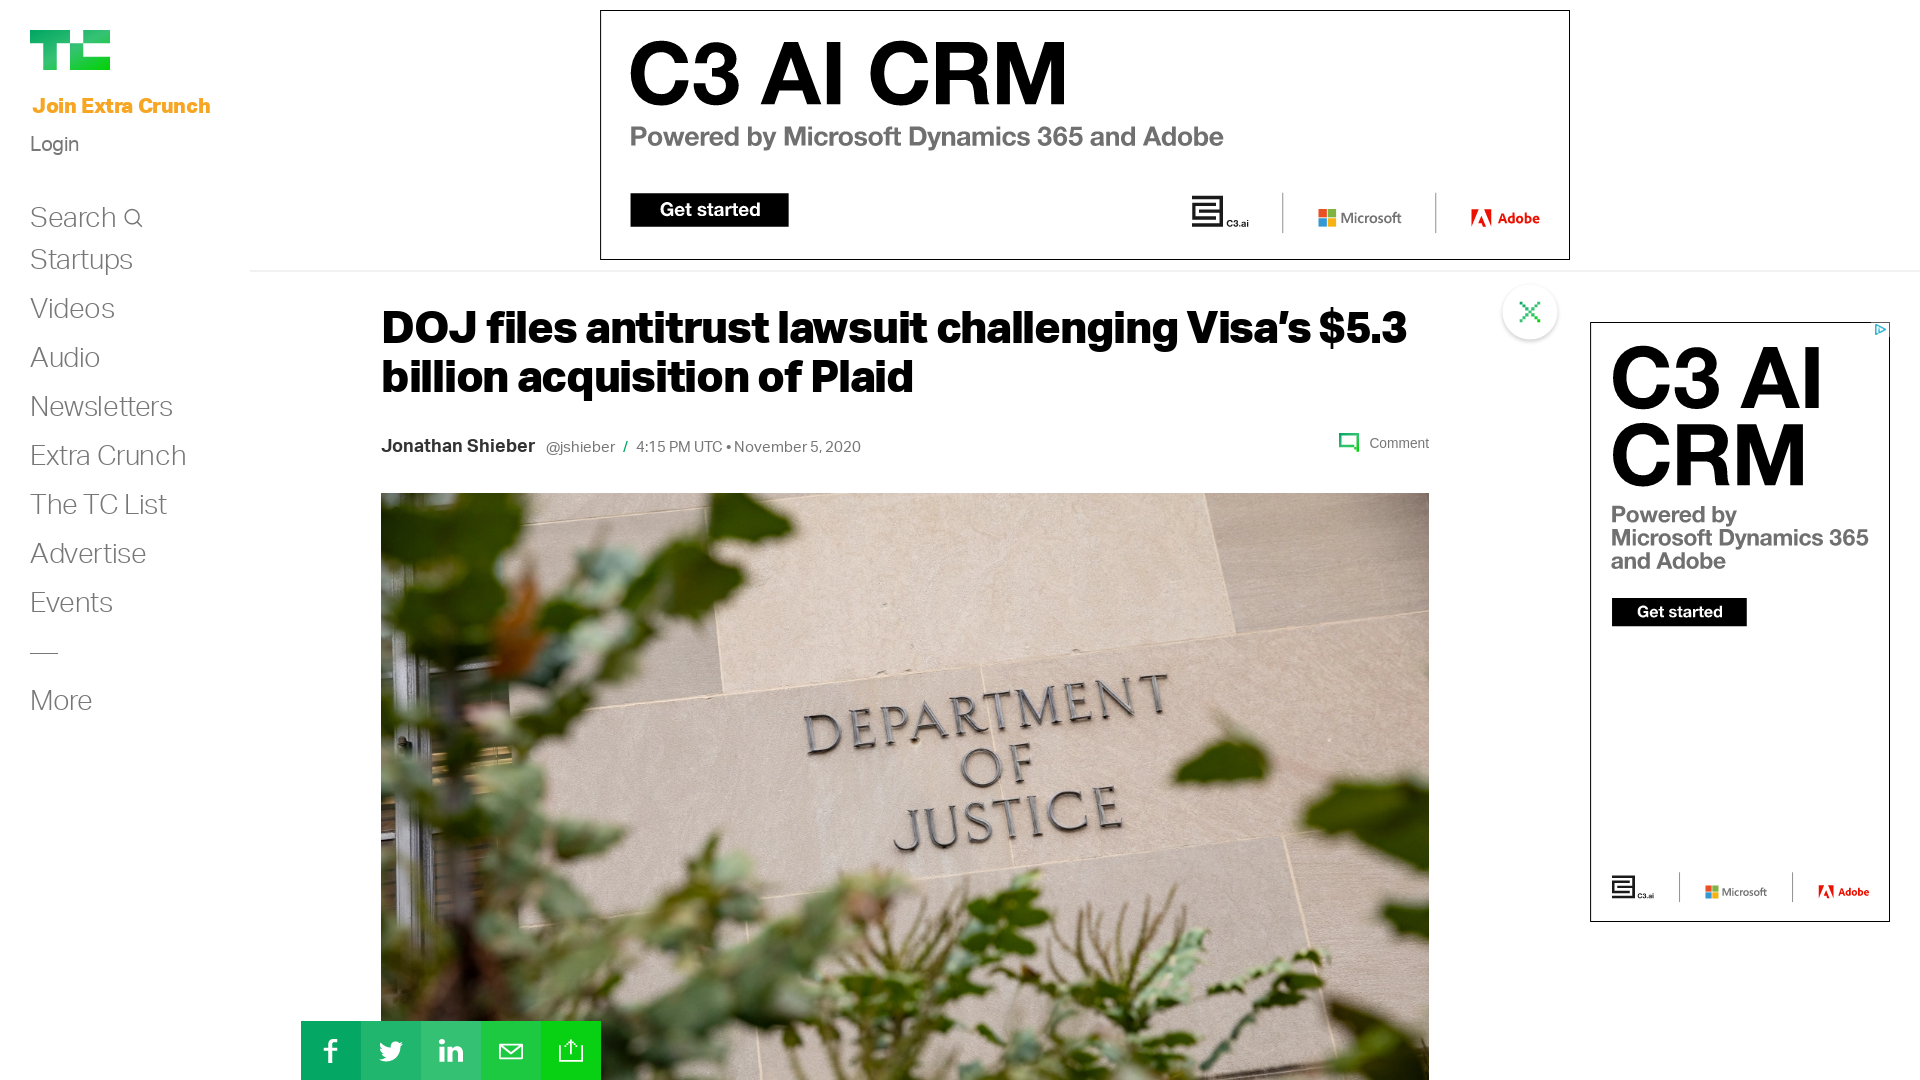 TC
Join Extra Crunch
Login
Search
Startups
Videos
Audio
Newsletters
Extra Crunch
The TC List
Advertise
Events
—
More
C3 AI CRM
Powered by Microsoft Dynamics 365 and Adobe
Get started
C3.ai
Microsoft
Adobe
DOJ files antitrust lawsuit challenging Visa’s $5.3
billion acquisition of Plaid
Jonathan Shieber @jshieber / 4:15 PM UTC • November 5, 2020
Comment
DEPARTMENT
OF
JUSTICE
C3 AI
CRM
Powered by
Microsoft Dynamics 365
and Adobe
Get started
C3.ai
Microsoft
Adobe